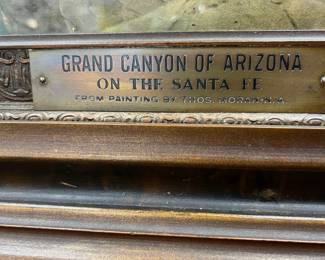 GRAND CANYON OF ARIZONA
ON THE SANTA FE
FROM PAINTING BY THOS. MORAN, N.A.